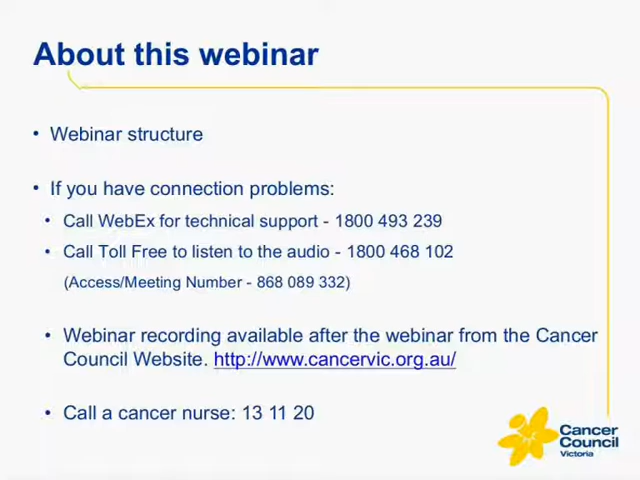 About this webinar
• Webinar structure
• If you have connection problems:
• Call WebEx for technical support - 1800 493 239
• Call Toll Free to listen to the audio - 1800 468 102
(Access/Meeting Number - 868 089 332)
• Webinar recording available after the webinar from the Cancer
Council Website. http://www.cancervic.org.au/
• Call a cancer nurse: 13 11 20
Cancer
Council
Victoria